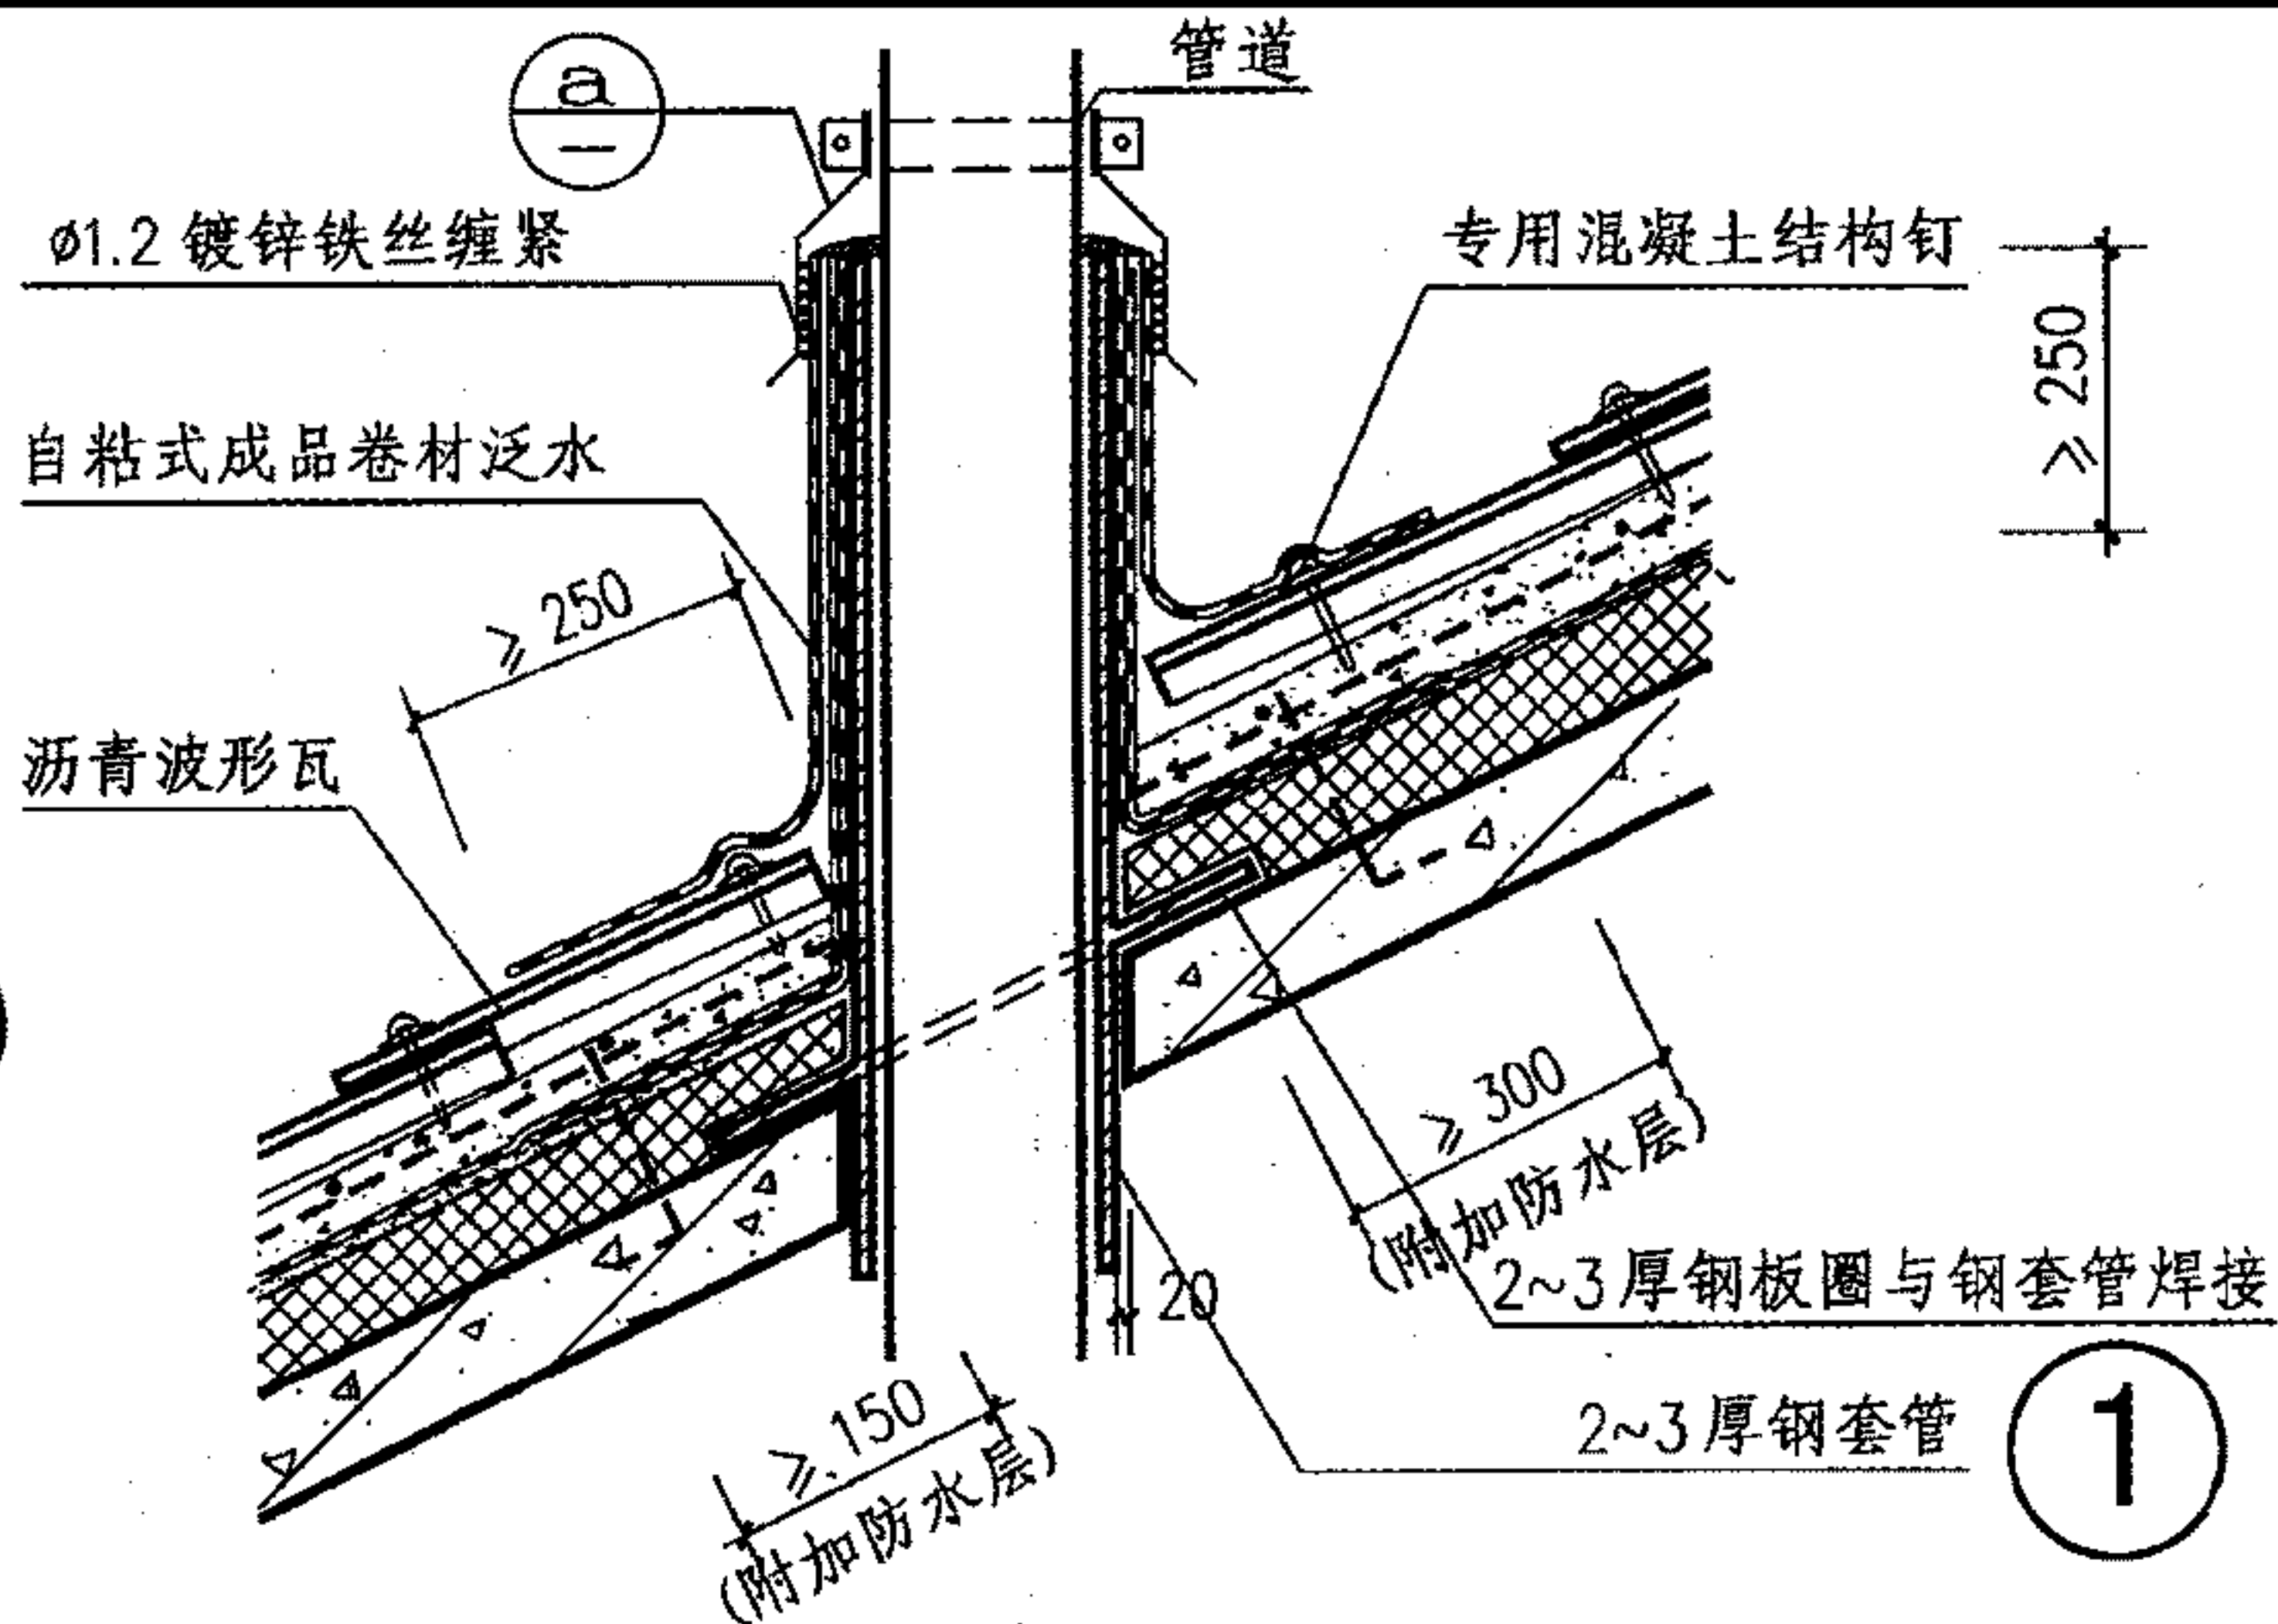 管道
a
—
ø1.2 镀锌铁丝缠紧
专用混凝土结构钉
≥250
自粘式成品卷材泛水
≥250
沥青波形瓦
≥300
(附加防水层)
2~3厚钢板圈与钢套管焊接
20
2~3厚钢套管
1
≥150
(附加防水层)